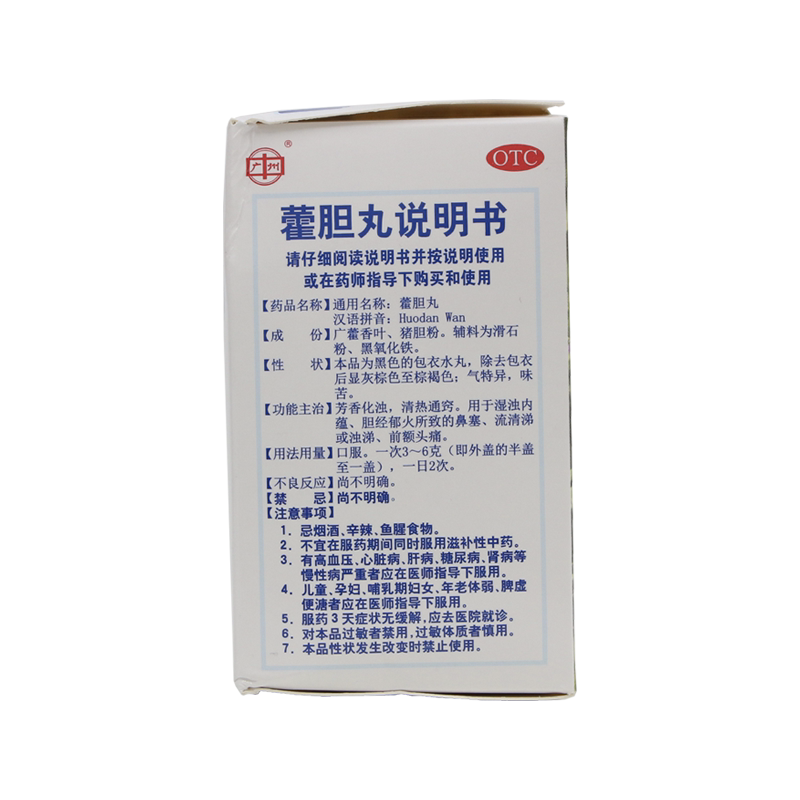 广州
®
OTC
藿胆丸说明书
请仔细阅读说明书并按说明使用
或在药师指导下购买和使用
【药品名称】通用名称：藿胆丸
汉语拼音：Huodan Wan
【成　份】广藿香叶、猪胆粉。辅料为滑石
粉、黑氧化铁。
【性　状】本品为黑色的包衣水丸，除去包衣
后显灰棕色至棕褐色；气特异，味
苦。
【功能主治】芳香化浊，清热通窍。用于湿浊内
蕴、胆经郁火所致的鼻塞、流清涕
或浊涕、前额头痛。
【用法用量】口服。一次3～6克（即外盖的半盖
至一盖），一日2次。
【不良反应】尚不明确。
【禁　忌】尚不明确。
【注意事项】
1．忌烟酒、辛辣、鱼腥食物。
2．不宜在服药期间同时服用滋补性中药。
3．有高血压、心脏病、肝病、糖尿病、肾病等
慢性病严重者应在医师指导下服用。
4．儿童、孕妇、哺乳期妇女、年老体弱、脾虚
便溏者应在医师指导下服用。
5．服药３天症状无缓解，应去医院就诊。
6．对本品过敏者禁用，过敏体质者慎用。
7．本品性状发生改变时禁止使用。